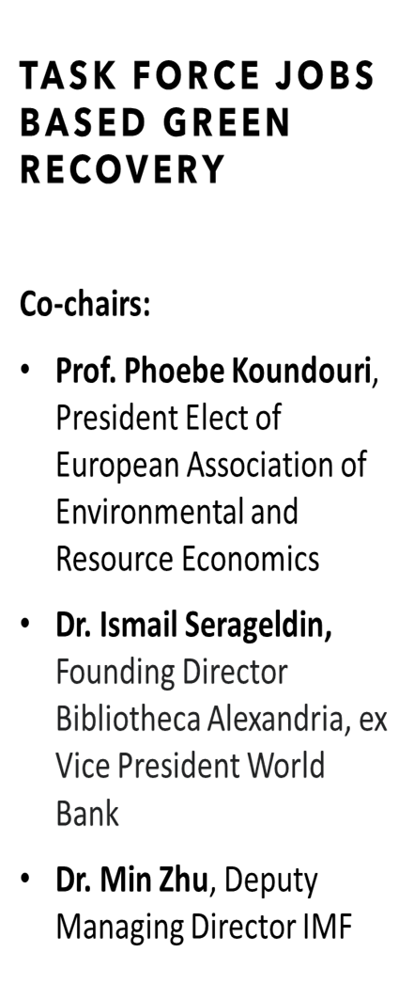 TASK FORCE JOBS
BASED GREEN
RECOVERY
Co-chairs:
• Prof. Phoebe Koundouri,
President Elect of
European Association of
Environmental and
Resource Economics
• Dr. Ismail Serageldin,
Founding Director
Bibliotheca Alexandria, ex
Vice President World
Bank
• Dr. Min Zhu, Deputy
Managing Director IMF